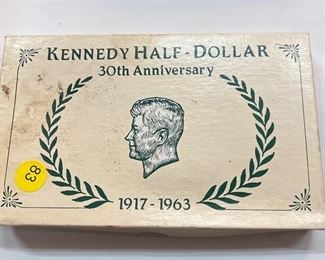 KENNEDY HALF-DOLLAR
30th Anniversary
83
1917-1963